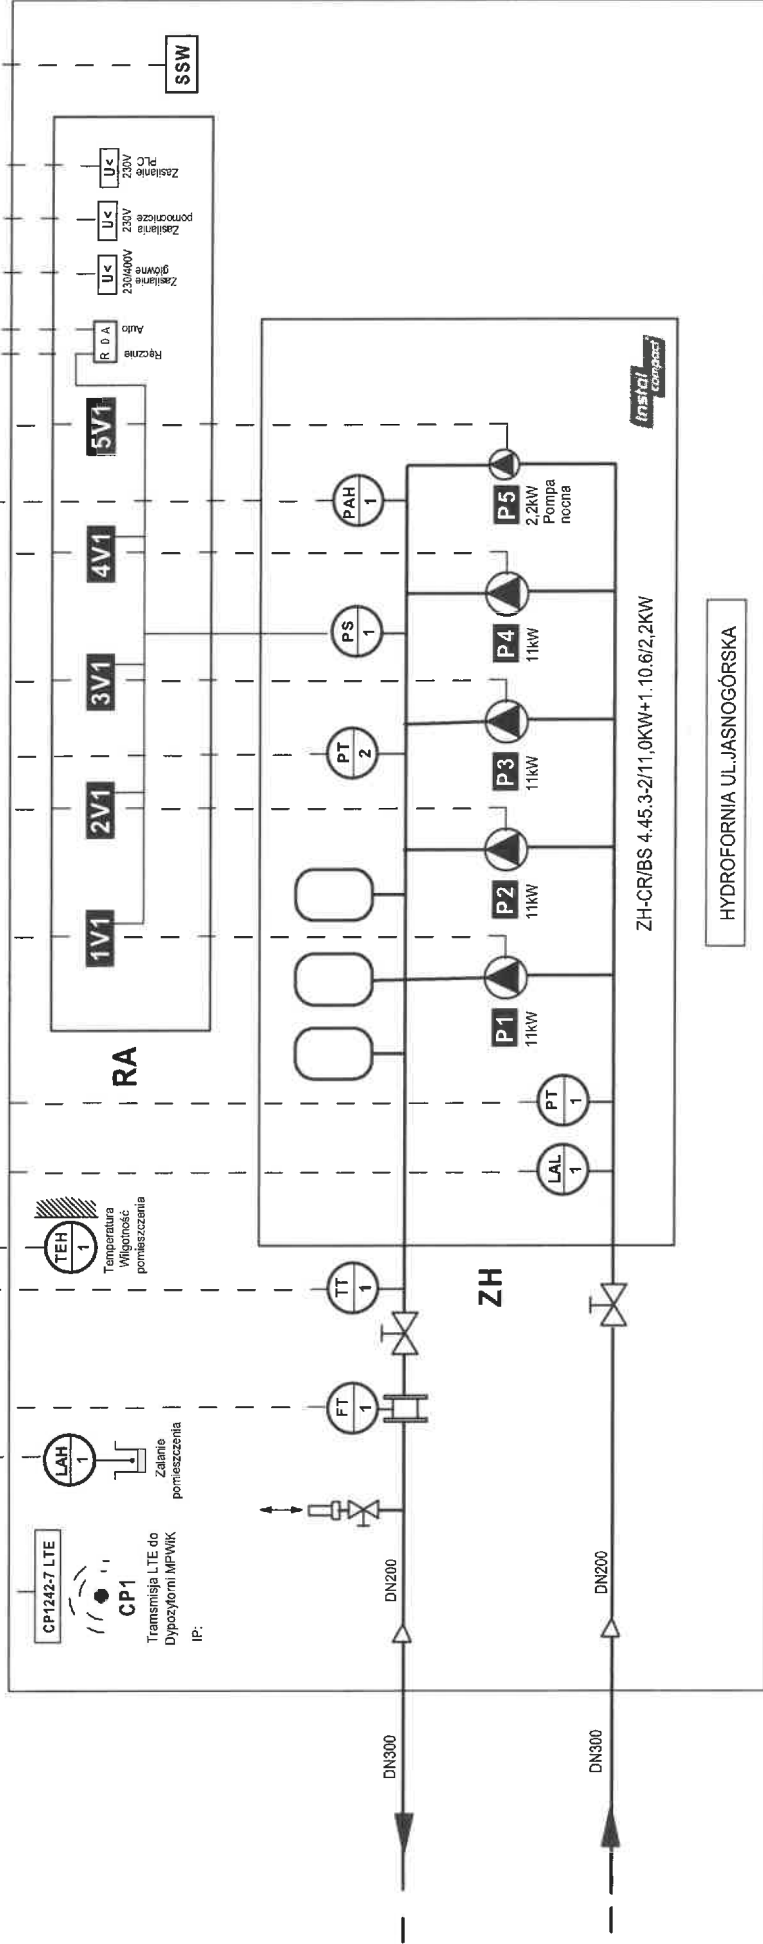 CP1242-7 LTE
CP1
Tramsmisja LTE do
Dypozytorni MPWiK
IP:
LAH
1
Zalanie
pomieszczenia
TEH
1
Temperatura
Wilgotność
pomieszczenia
RA
1V1
2V1
3V1
4V1
5V1
R D A
Ręcznie
Auto
U<
230/400V
Zasilanie
główne
U<
230V
Zasilania
pomocnicze
U<
230V
Zasilanie
PLC
SSW
FT
1
TT
1
PT
2
PS
1
PAH
1
DN300
DN200
ZH
LAL
1
PT
1
P1
11kW
P2
11kW
P3
11kW
P4
11kW
P5
2,2kW
Pompa
nocna
DN300
DN200
ZH-CR/BS 4.45.3-2/11,0KW+1.10.6/2,2KW
instal
compact
HYDROFORNIA UL.JASNOGÓRSKA